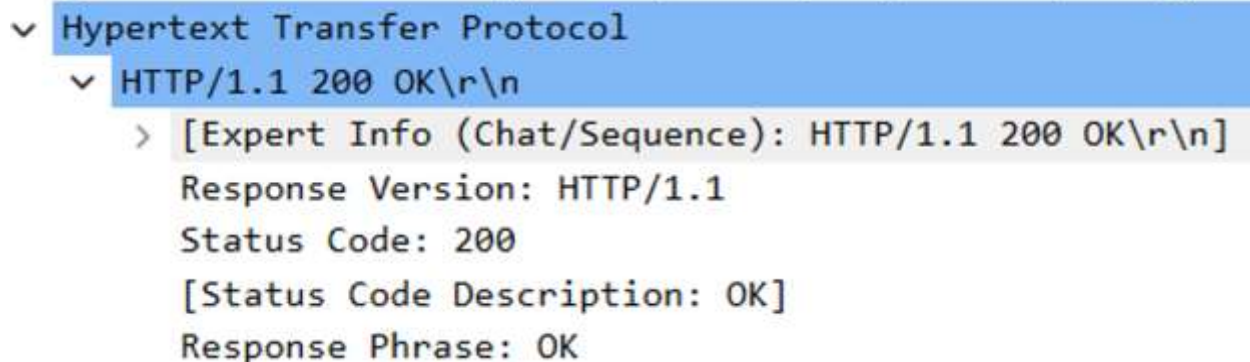 Hypertext Transfer Protocol
HTTP/1.1 200 OK\r\n
[Expert Info (Chat/Sequence): HTTP/1.1 200 OK\r\n]
Response Version: HTTP/1.1
Status Code: 200
[Status Code Description: OK]
Response Phrase: OK